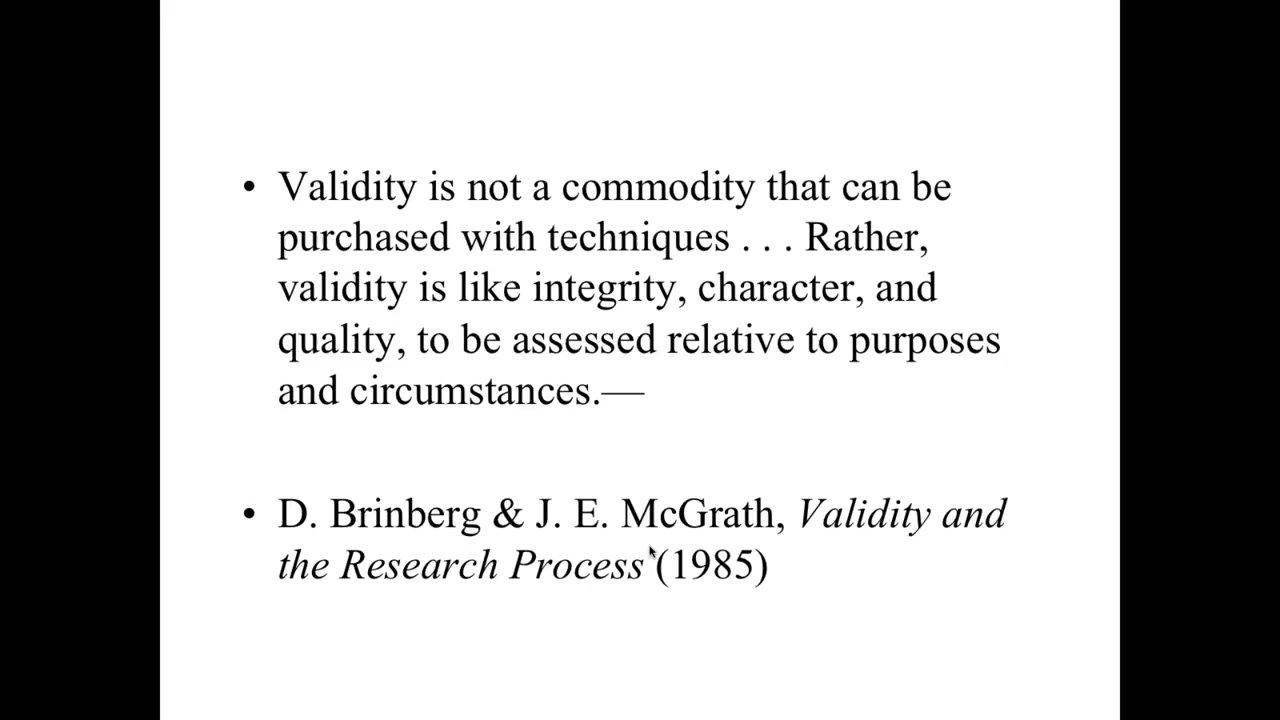 • Validity is not a commodity that can be
purchased with techniques . . . Rather,
validity is like integrity, character, and
quality, to be assessed relative to purposes
and circumstances.—
• D. Brinberg & J. E. McGrath, Validity and
the Research Process (1985)